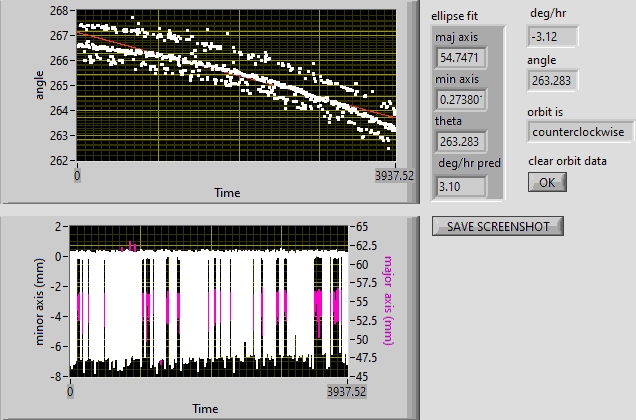 268
267
266
265
264
263
262
angle
0
3937.52
Time
ellipse fit
maj axis
54.7471
min axis
0.27380
theta
263.283
deg/hr pred
3.10
deg/hr
-3.12
angle
263.283
orbit is
counterclockwise
clear orbit data
OK
SAVE SCREENSHOT
2
0
-2
-4
-6
-8
minor axis (mm)
65
62.5
60
57.5
55
52.5
50
47.5
45
major axis (mm)
0
3937.52
Time